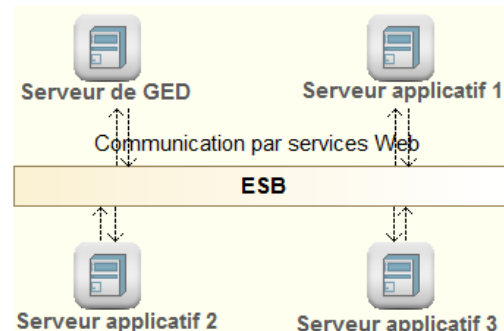 Serveur de GED
Serveur applicatif 1
Communication par services Web
ESB
Serveur applicatif 2
Serveur applicatif 3